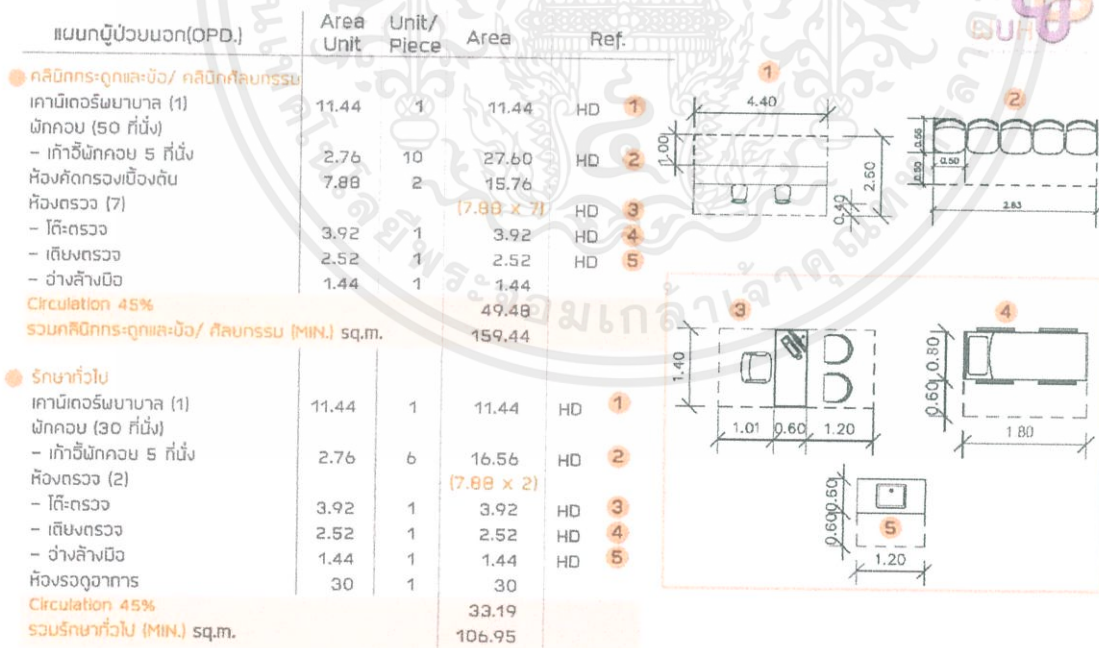 แผนกผู้ป่วยนอก(OPD.) Area Unit Unit/ Piece Area Ref.
คลินิกกระดูกและข้อ/ คลินิกศัลยกรรม
เคาน์เตอร์พยาบาล (1) 11.44 1 11.44 HD 1
พักคอย (50 ที่นั่ง)
- เก้าอี้พักคอย 5 ที่นั่ง 2.76 10 27.60 HD 2
ห้องคัดกรองเบื้องต้น 7.88 2 15.76
ห้องตรวจ (7) (7.88 x 7) HD 3
- โต๊ะตรวจ 3.92 1 3.92 HD 4
- เตียงตรวจ 2.52 1 2.52 HD 5
- อ่างล้างมือ 1.44 1 1.44
Circulation 45% 49.48
รวมคลินิกกระดูกและข้อ/ ศัลยกรรม (MIN.) sq.m. 159.44
รักษาทั่วไป
เคาน์เตอร์พยาบาล (1) 11.44 1 11.44 HD 1
พักคอย (30 ที่นั่ง)
- เก้าอี้พักคอย 5 ที่นั่ง 2.76 6 16.56 HD 2
ห้องตรวจ (2) (7.88 x 2)
- โต๊ะตรวจ 3.92 1 3.92 HD 3
- เตียงตรวจ 2.52 1 2.52 HD 4
- อ่างล้างมือ 1.44 1 1.44 HD 5
ห้องรอดูอาการ 30 1 30
Circulation 45% 33.19
รวมรักษาทั่วไป (MIN.) sq.m. 106.95
1
4.40
1.00
2.60
0.40
2
0.50
0.50
2.83
3
1.40
1.01 0.60 1.20
4
0.80
0.60
1.80
5
0.60
0.60
1.20
พระจอมเกล้าเจ้าคุณ